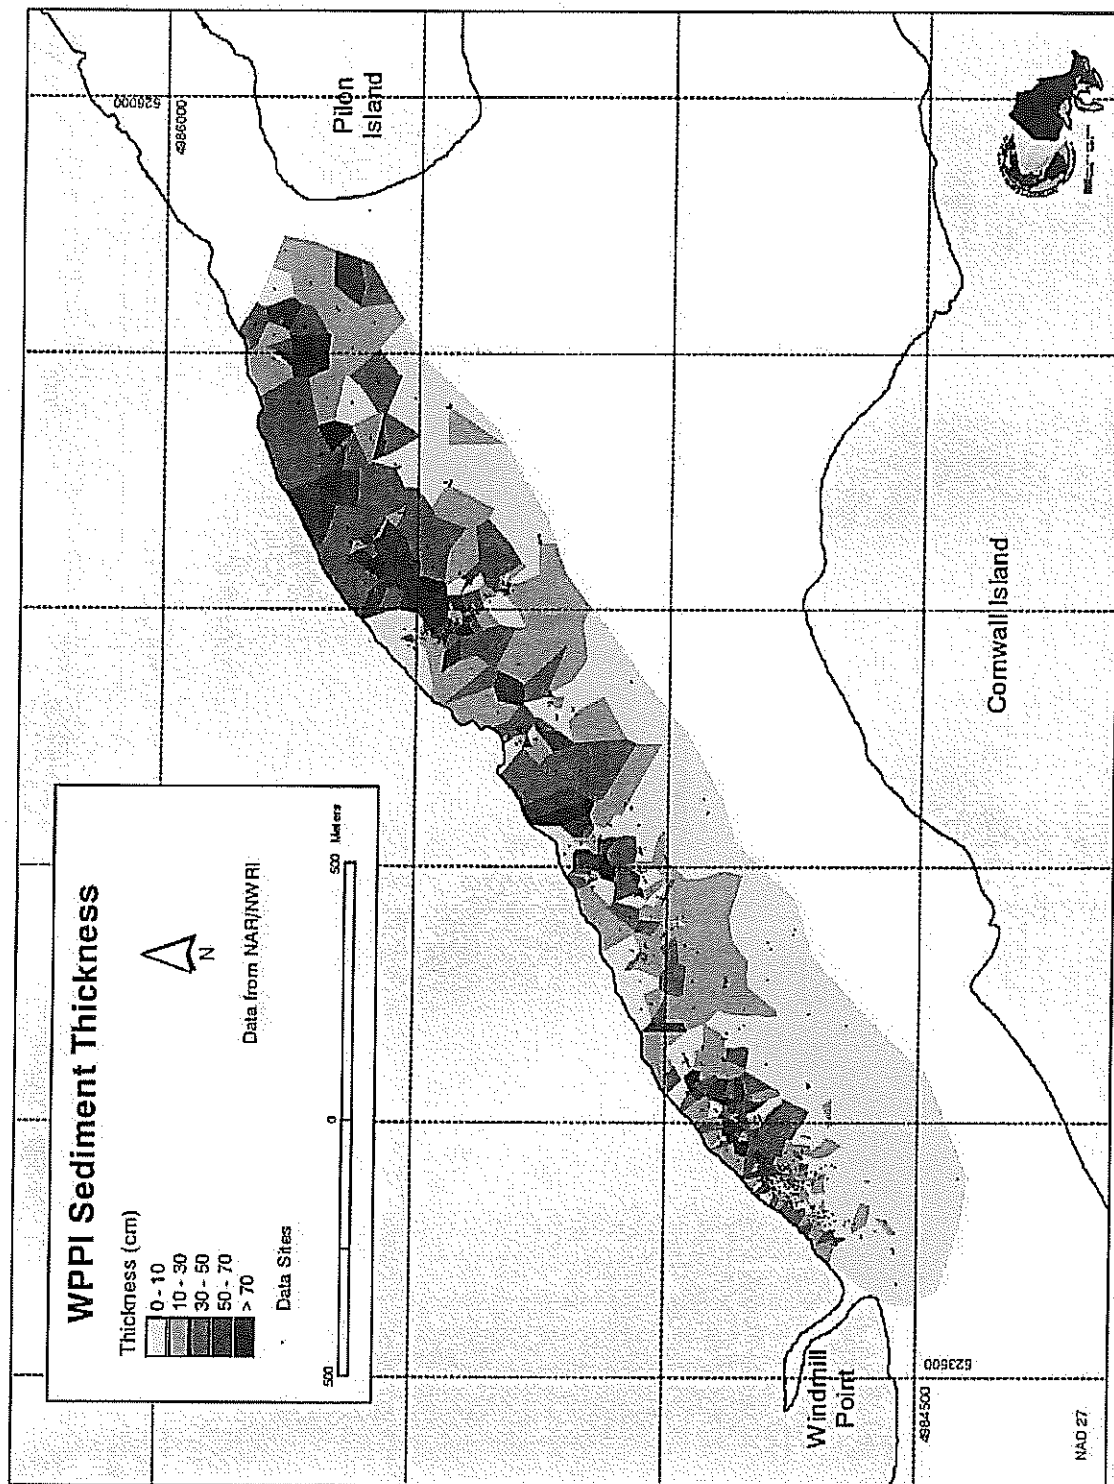 WPPI Sediment Thickness
Thickness (cm)
0 - 10
10 - 30
30 - 50
50 - 70
> 70
Data Sites
N
Data from NAR/NWRI
500
0
500 Meters
526000
4986000
Pilon
Island
Cornwall Island
Windmill
Point
523500
4984500
NAD 27